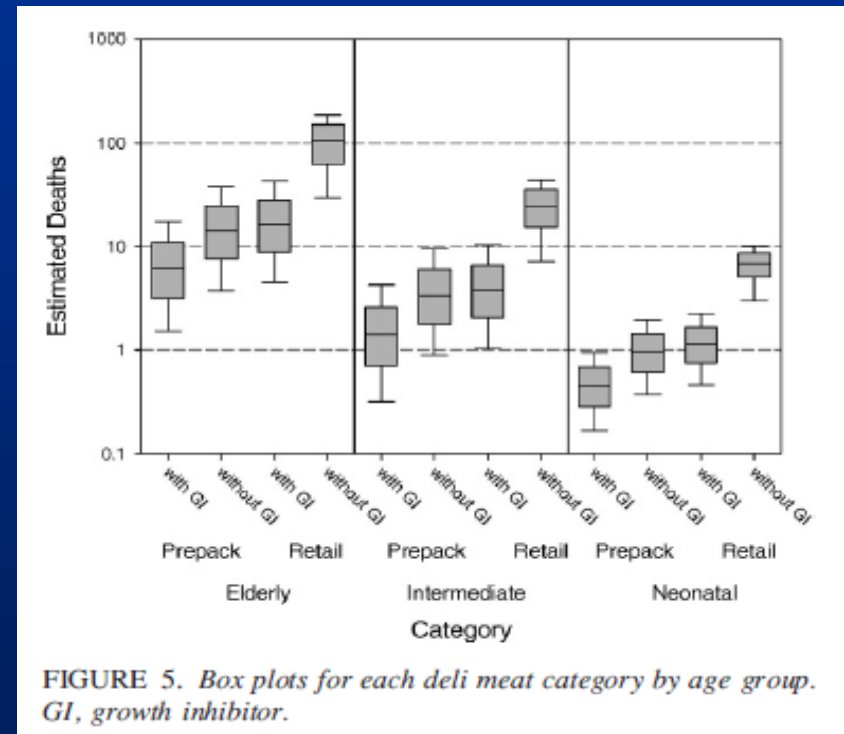 1000
100
10
1
0.1
Estimated Deaths
with GI without GI with GI without GI with GI without GI with GI without GI with GI without GI with GI without GI
Prepack Retail Prepack Retail Prepack Retail
Elderly Intermediate Neonatal
Category
FIGURE 5. Box plots for each deli meat category by age group.
GI, growth inhibitor.